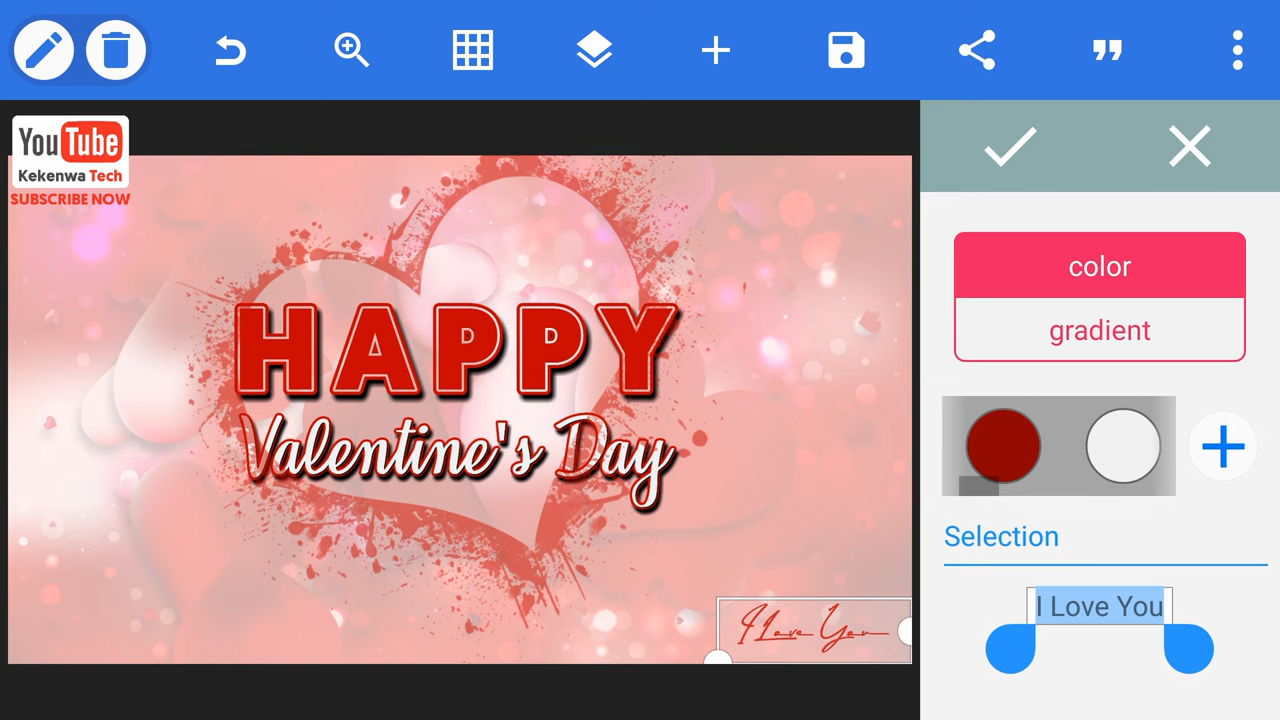 YouTube
Kekenwa Tech
SUBSCRIBE NOW
HAPPY
Valentine's Day
I Love You
color
gradient
Selection
I Love You